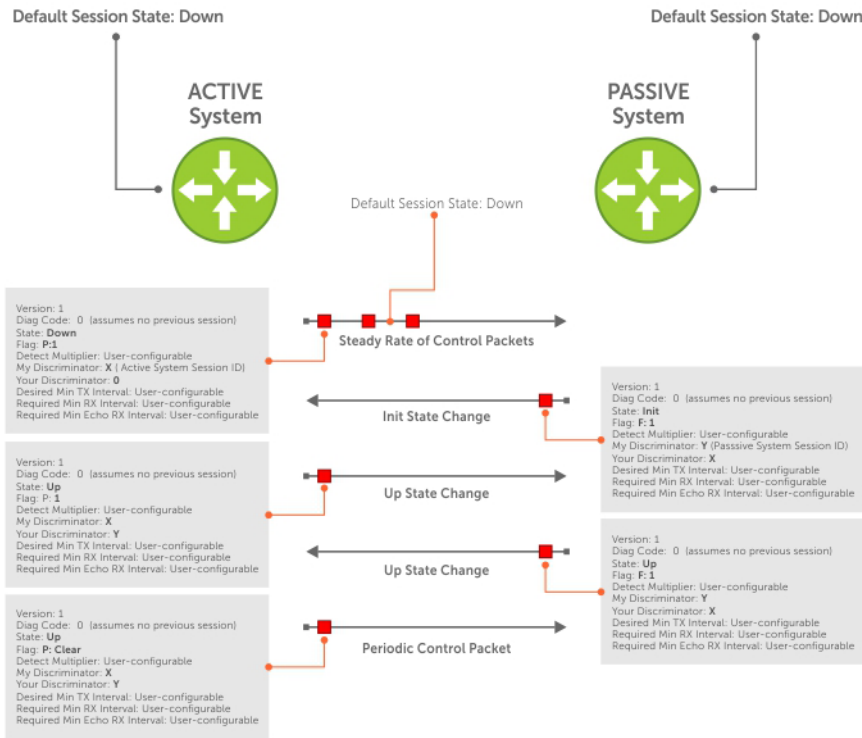 Default Session State: Down
Default Session State: Down
ACTIVE
System
PASSIVE
System
Default Session State: Down
Version: 1
Diag Code:  0  (assumes no previous session)
State: Down
Flag: P:1
Detect Multiplier: User-configurable
My Discriminator: X ( Active System Session ID)
Your Discriminator: 0
Desired Min TX Interval: User-configurable
Required Min RX Interval: User-configurable
Required Min Echo RX Interval: User-configurable
Steady Rate of Control Packets
Init State Change
Version: 1
Diag Code:  0  (assumes no previous session)
State: Init
Flag: F: 1
Detect Multiplier: User-configurable
My Discriminator: Y (Passsive System Session ID)
Your Discriminator: X
Desired Min TX Interval: User-configurable
Required Min RX Interval: User-configurable
Required Min Echo RX Interval: User-configurable
Version: 1
Diag Code:  0  (assumes no previous session)
State: Up
Flag: P: 1
Detect Multiplier: User-configurable
My Discriminator: X
Your Discriminator: Y
Desired Min TX Interval: User-configurable
Required Min RX Interval: User-configurable
Required Min Echo RX Interval: User-configurable
Up State Change
Up State Change
Version: 1
Diag Code:  0  (assumes no previous session)
State: Up
Flag: F: 1
Detect Multiplier: User-configurable
My Discriminator: Y
Your Discriminator: X
Desired Min TX Interval: User-configurable
Required Min RX Interval: User-configurable
Required Min Echo RX Interval: User-configurable
Version: 1
Diag Code:  0  (assumes no previous session)
State: Up
Flag: P: Clear
Detect Multiplier: User-configurable
My Discriminator: X
Your Discriminator: Y
Desired Min TX Interval: User-configurable
Required Min RX Interval: User-configurable
Required Min Echo RX Interval: User-configurable
Periodic Control Packet